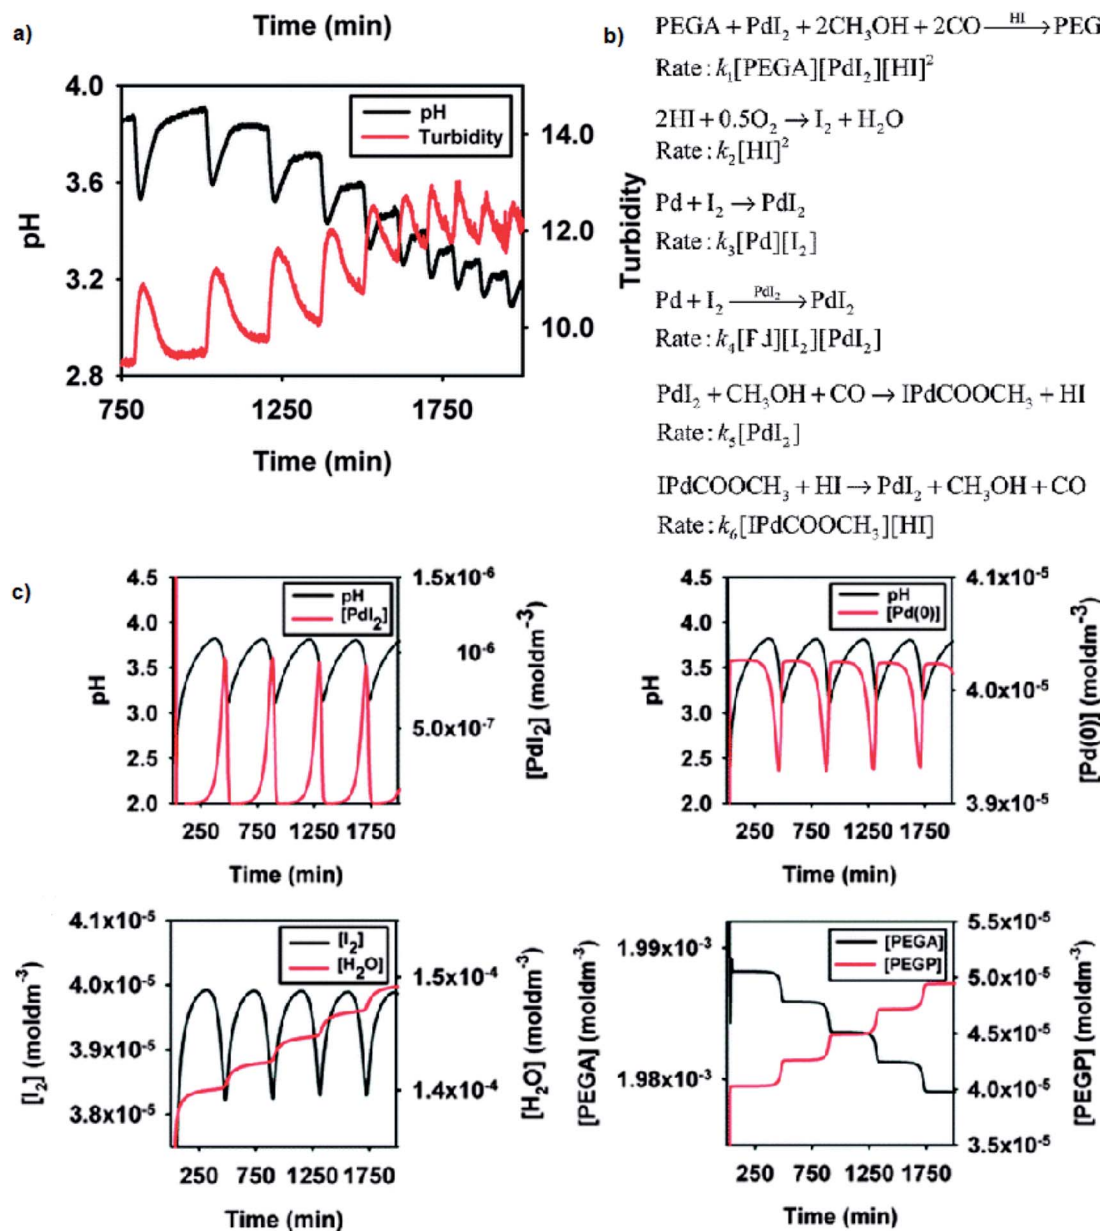 a)
Time (min)
b)
pH
4.0
3.6
3.2
2.8
pH
Turbidity
14.0
12.0
10.0
Turbidity
750
1250
1750
Time (min)
PEGA + PdI₂ + 2CH₃OH + 2CO —HI→ PEG
Rate: k₁[PEGA][PdI₂][HI]²
2HI + 0.5O₂ → I₂ + H₂O
Rate: k₂[HI]²
Pd + I₂ → PdI₂
Rate: k₃[Pd][I₂]
Pd + I₂ —PdI₂→ PdI₂
Rate: k₄[][I₂][PdI₂]
PdI₂ + CH₃OH + CO → IPdCOOCH₃ + HI
Rate: k₅[PdI₂]
IPdCOOCH₃ + HI → PdI₂ + CH₃OH + CO
Rate: k₆[IPdCOOCH₃][HI]
c)
pH
4.5
4.0
3.5
3.0
2.5
2.0
pH
[PdI₂]
1.5x10⁻⁶
10⁻⁶
5.0x10⁻⁷
[PdI₂] (moldm⁻³)
250 750 1250 1750
Time (min)
pH
4.5
4.0
3.5
3.0
2.5
2.0
pH
[Pd(0)]
4.1x10⁻⁵
4.0x10⁻⁵
3.9x10⁻⁵
[Pd(0)] (moldm⁻³)
250 750 1250 1750
Time (min)
[I₂] (moldm⁻³)
4.1x10⁻⁵
4.0x10⁻⁵
3.9x10⁻⁵
3.8x10⁻⁵
[I₂]
[H₂O]
1.5x10⁻⁴
1.4x10⁻⁴
[H₂O] (moldm⁻³)
250 750 1250 1750
Time (min)
[PEGA] (moldm⁻³)
1.99x10⁻³
1.98x10⁻³
[PEGA]
[PEGP]
5.5x10⁻⁵
5.0x10⁻⁵
4.5x10⁻⁵
4.0x10⁻⁵
3.5x10⁻⁵
[PEGP] (moldm⁻³)
250 750 1250 1750
Time (min)